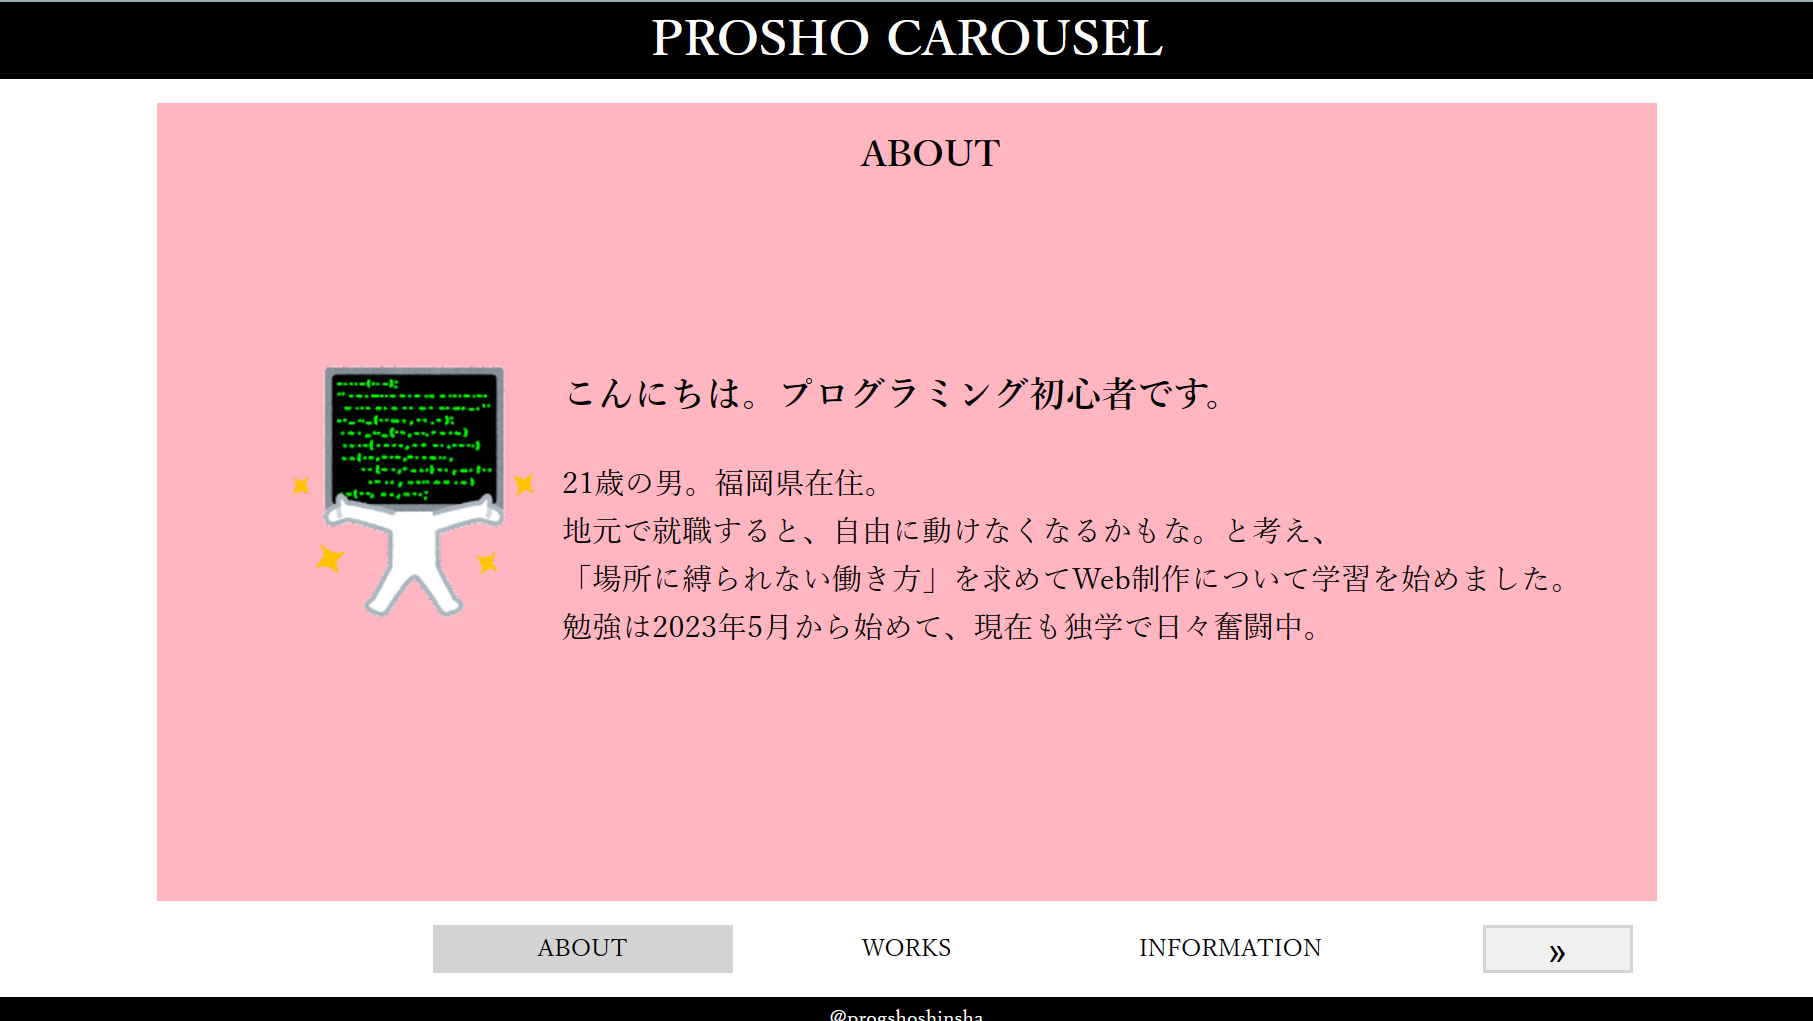 PROSHO CAROUSEL
ABOUT
こんにちは。プログラミング初心者です。
21歳の男。福岡県在住。
地元で就職すると、自由に動けなくなるかもな。と考え、
「場所に縛られない働き方」を求めてWeb制作について学習を始めました。
勉強は2023年5月から始めて、現在も独学で日々奮闘中。
ABOUT
WORKS
INFORMATION
»
@progshoshinsha